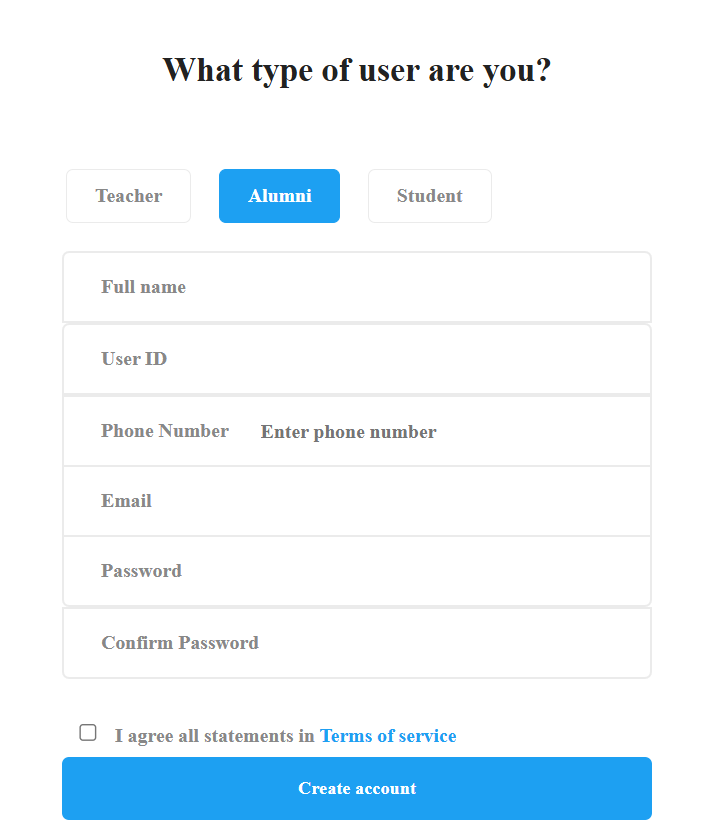 What type of user are you?
Teacher Alumni Student
Full name
User ID
Phone Number Enter phone number
Email
Password
Confirm Password
I agree all statements in Terms of service
Create account